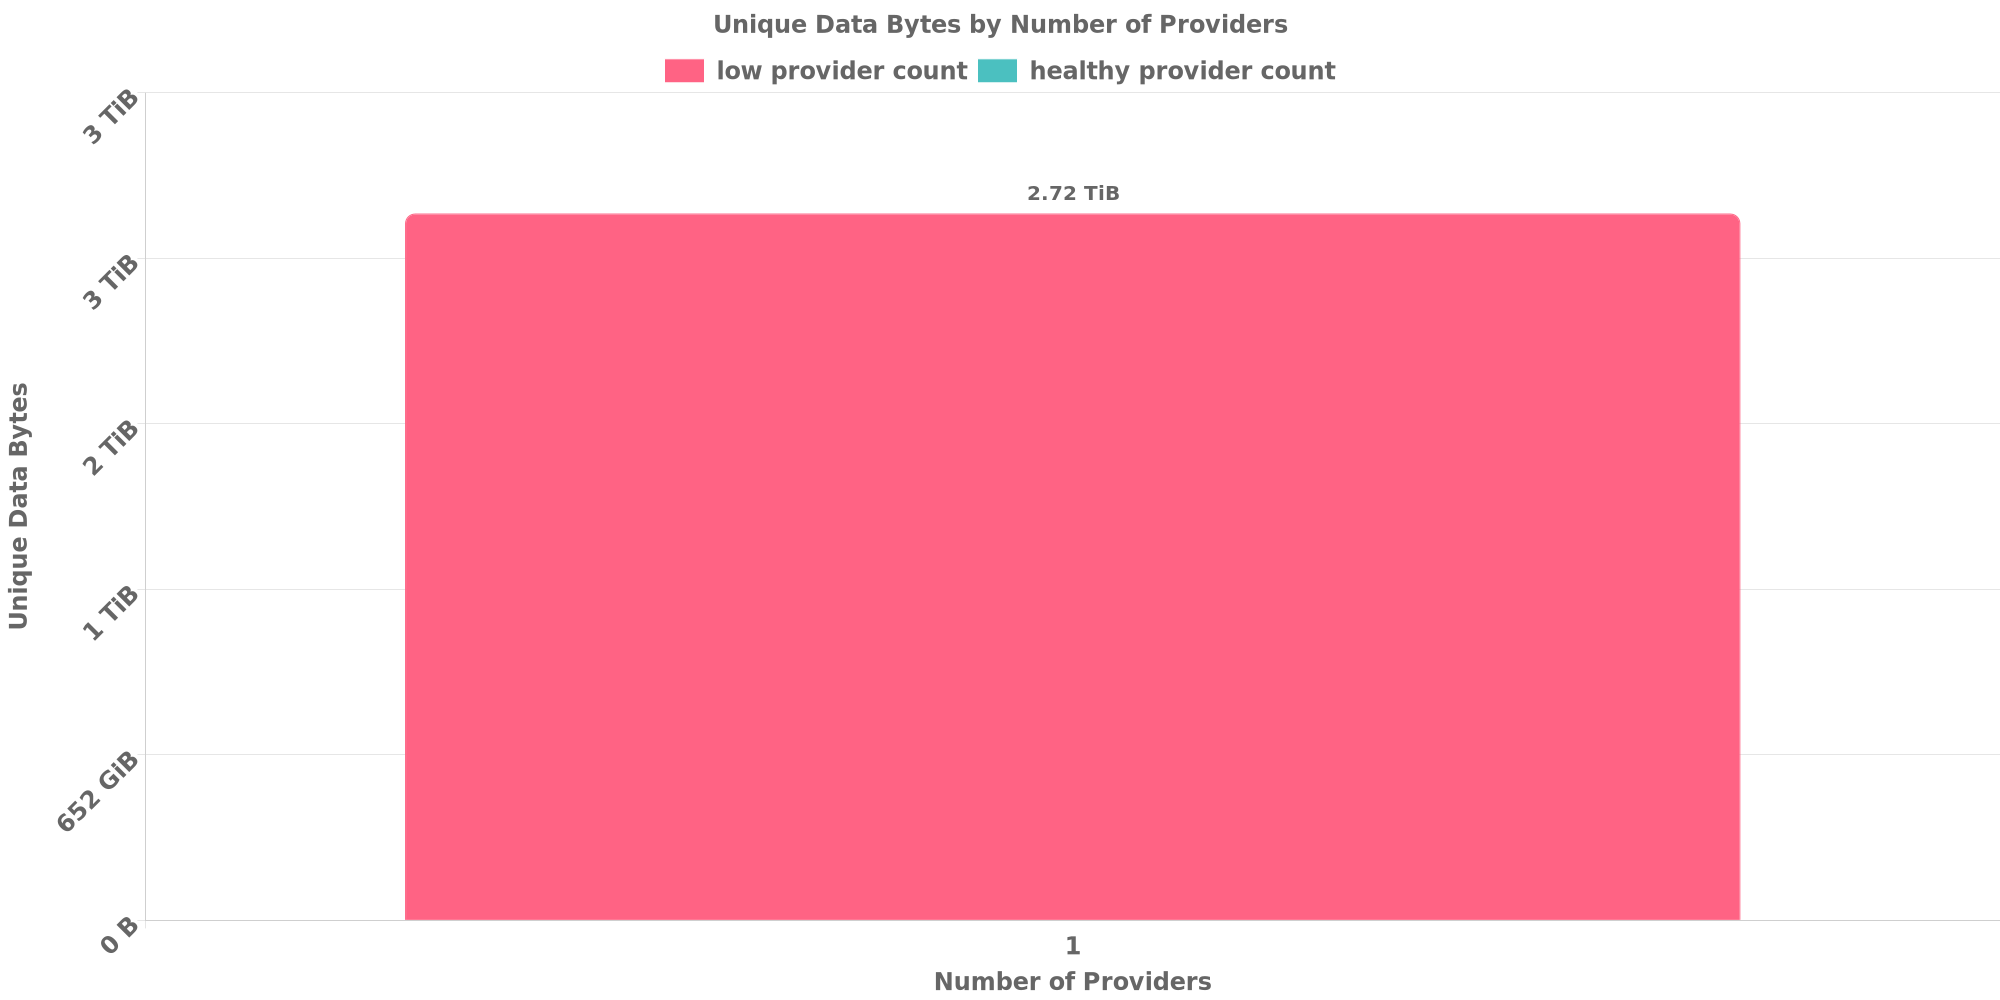 Unique Data Bytes by Number of Providers
low provider count healthy provider count
3 TiB
2.72 TiB
3 TiB
2 TiB
1 TiB
652 GiB
0 B
Unique Data Bytes
1
Number of Providers